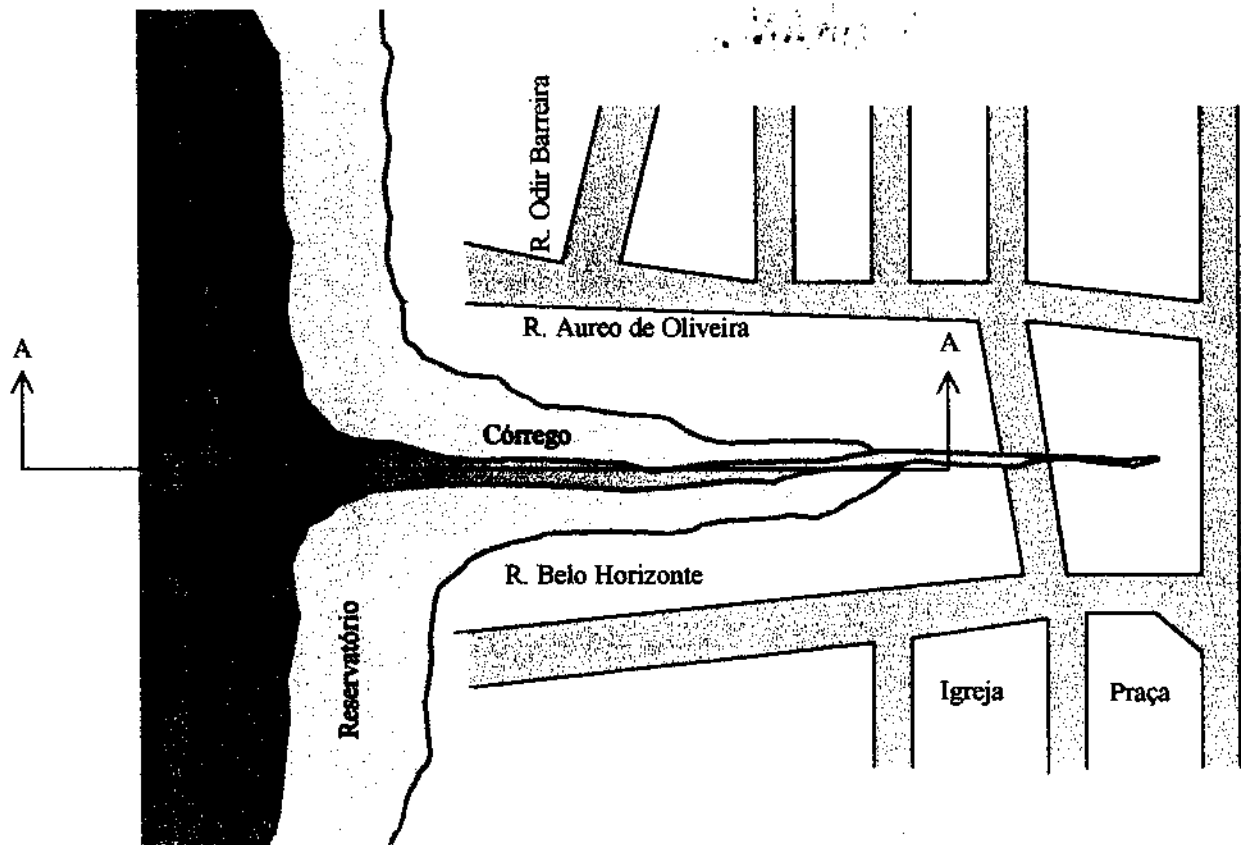 R. Odir Barreira
R. Aureo de Oliveira
A
A
Córrego
R. Belo Horizonte
Reservatório
Igreja
Praça